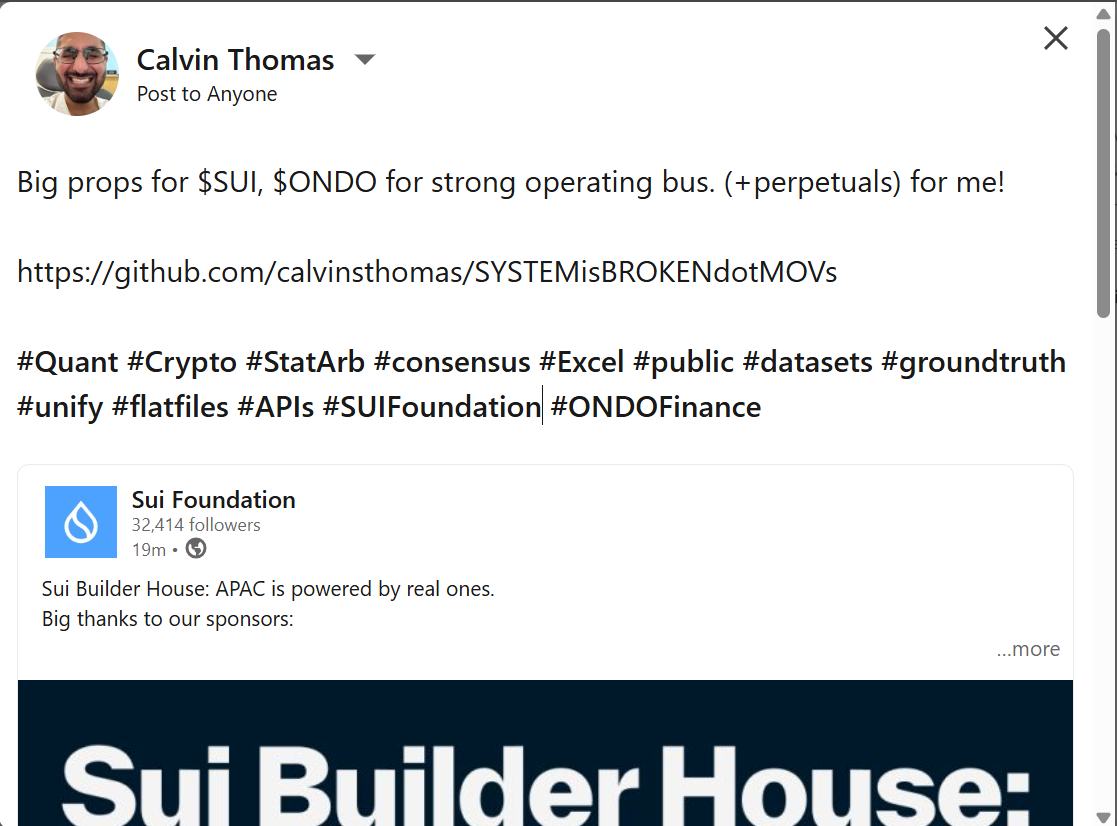 Calvin Thomas
Post to Anyone
Big props for $SUI, $ONDO for strong operating bus. (+perpetuals) for me!
https://github.com/calvinsthomas/SYSTEMisBROKENdotMOVs
#Quant #Crypto #StatArb #consensus #Excel #public #datasets #groundtruth
#unify #flatfiles #APIs #SUIFoundation #ONDOFinance
Sui Foundation
32,414 followers
19m •
Sui Builder House: APAC is powered by real ones.
Big thanks to our sponsors:
...more
Sui Builder House: